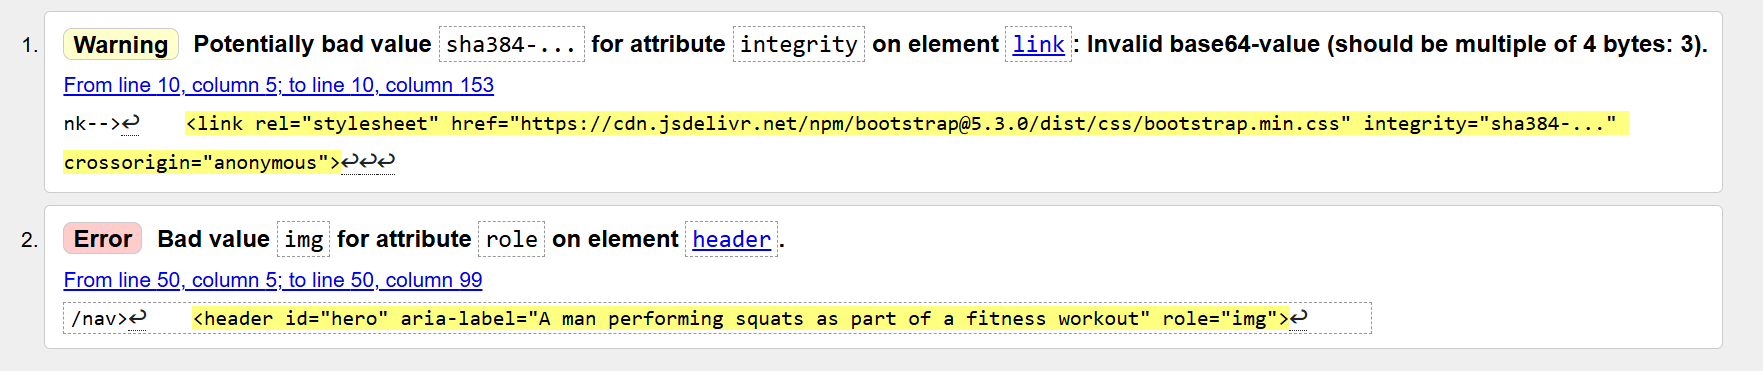 1. Warning Potentially bad value sha384-... for attribute integrity on element link: Invalid base64-value (should be multiple of 4 bytes: 3).
From line 10, column 5; to line 10, column 153
nk-->↩    <link rel="stylesheet" href="https://cdn.jsdelivr.net/npm/bootstrap@5.3.0/dist/css/bootstrap.min.css" integrity="sha384-..."
crossorigin="anonymous">↩↩↩
2. Error Bad value img for attribute role on element header.
From line 50, column 5; to line 50, column 99
/nav>↩    <header id="hero" aria-label="A man performing squats as part of a fitness workout" role="img">↩